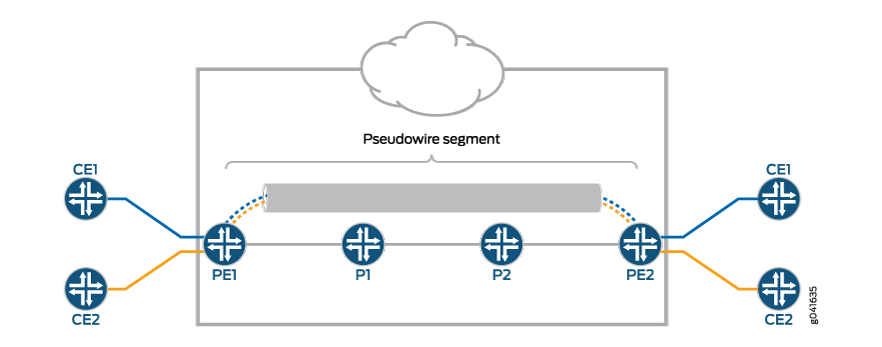 Pseudowire segment
CE1
CE1
PE1
P1
P2
PE2
CE2
CE2
g041635